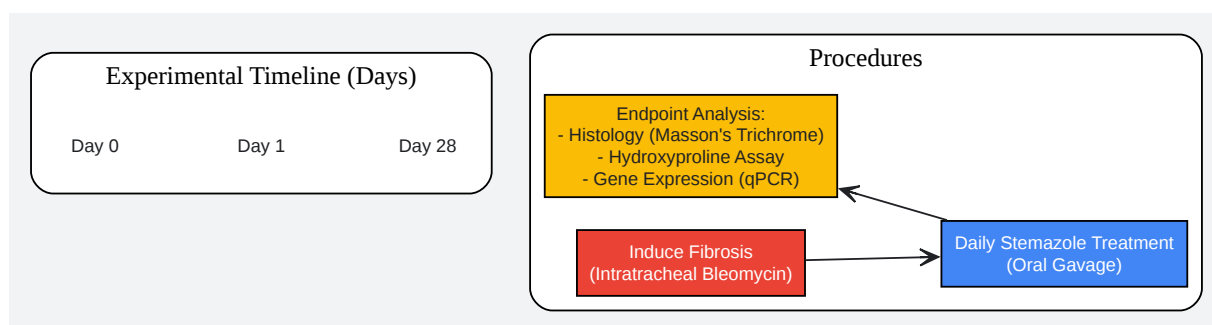 Experimental Timeline (Days)
Day 0
Day 1
Day 28
Procedures
Endpoint Analysis:
- Histology (Masson's Trichrome)
- Hydroxyproline Assay
- Gene Expression (qPCR)
Induce Fibrosis
(Intratracheal Bleomycin)
Daily Stemazole Treatment
(Oral Gavage)